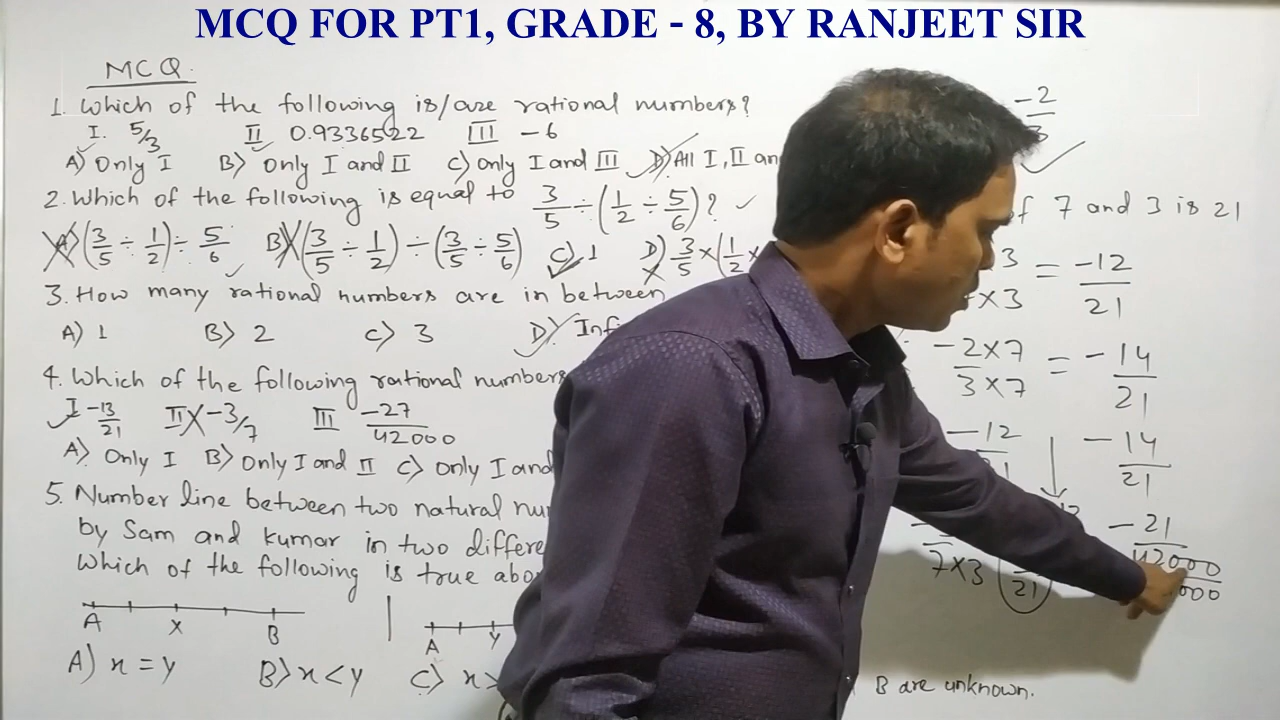 MCQ FOR PT1, GRADE - 8, BY RANJEET SIR
MCQ.
1. Which of the following is/are rational numbers?
I. 5/3 II 0.9336522 III -6
A) Only I B) Only I and II C) Only I and III D) All I, II an
2. Which of the following is equal to 3/5 ÷ (1/2 ÷ 5/6)?
A) (3/5 ÷ 1/2) ÷ 5/6 B) (3/5 ÷ 1/2) ÷ (3/5 ÷ 5/6) C) 1 D) 3/5 × (1/2 ×
3. How many rational numbers are in between
A) 1 B) 2 C) 3 D) Infi
4. Which of the following rational numbers
I -13/21 II -3/7 III -27/42000
A) Only I B) Only I and II C) Only I and
5. Number line between two natural nu
by Sam and Kumar in two differe
Which of the following is true abo
A X B
A Y
A) x = y B) x < y C) x >
B are unknown.
-2
7 and 3 is 21
×3 = -12/21
-2×7/3×7 = -14/21
-12 -14/21
7×3 21
-21
000